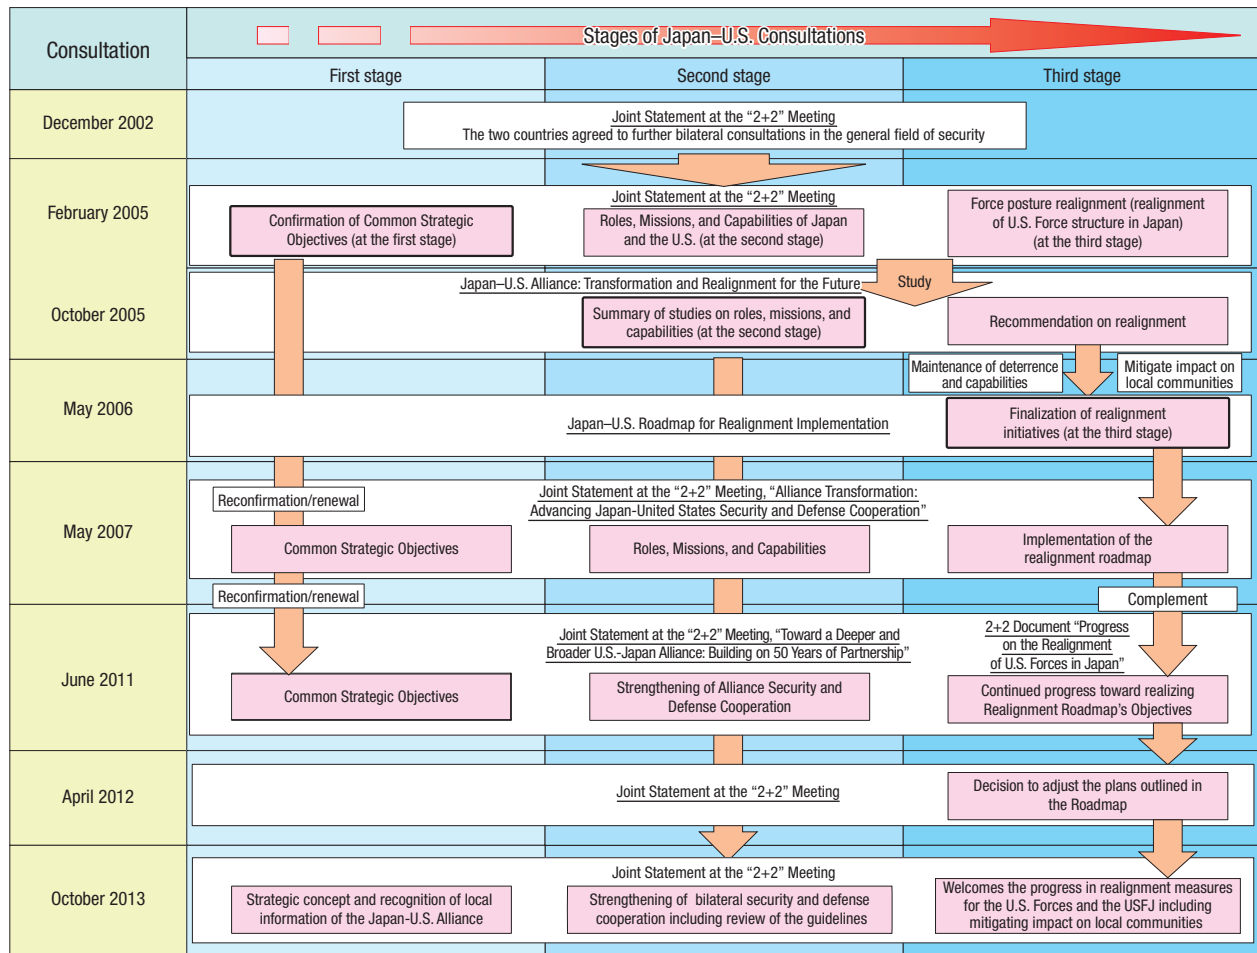 Consultation
Stages of Japan–U.S. Consultations
First stage
Second stage
Third stage
December 2002
Joint Statement at the “2+2” Meeting
The two countries agreed to further bilateral consultations in the general field of security
February 2005
Joint Statement at the “2+2” Meeting
Confirmation of Common Strategic
Objectives (at the first stage)
Roles, Missions, and Capabilities of Japan
and the U.S. (at the second stage)
Force posture realignment (realignment
of U.S. Force structure in Japan)
(at the third stage)
Study
October 2005
Japan–U.S. Alliance: Transformation and Realignment for the Future
Summary of studies on roles, missions, and
capabilities (at the second stage)
Recommendation on realignment
Maintenance of deterrence
and capabilities
Mitigate impact on
local communities
May 2006
Japan–U.S. Roadmap for Realignment Implementation
Finalization of realignment
initiatives (at the third stage)
May 2007
Reconfirmation/renewal
Joint Statement at the “2+2” Meeting, “Alliance Transformation:
Advancing Japan-United States Security and Defense Cooperation”
Common Strategic Objectives
Roles, Missions, and Capabilities
Implementation of the
realignment roadmap
Reconfirmation/renewal
Complement
June 2011
Joint Statement at the “2+2” Meeting, “Toward a Deeper and
Broader U.S.-Japan Alliance: Building on 50 Years of Partnership”
2+2 Document “Progress
on the Realignment
of U.S. Forces in Japan”
Common Strategic Objectives
Strengthening of Alliance Security and
Defense Cooperation
Continued progress toward realizing
Realignment Roadmap’s Objectives
April 2012
Joint Statement at the “2+2” Meeting
Decision to adjust the plans outlined in
the Roadmap
October 2013
Joint Statement at the “2+2” Meeting
Strategic concept and recognition of local
information of the Japan-U.S. Alliance
Strengthening of bilateral security and defense
cooperation including review of the guidelines
Welcomes the progress in realignment measures
for the U.S. Forces and the USFJ including
mitigating impact on local communities